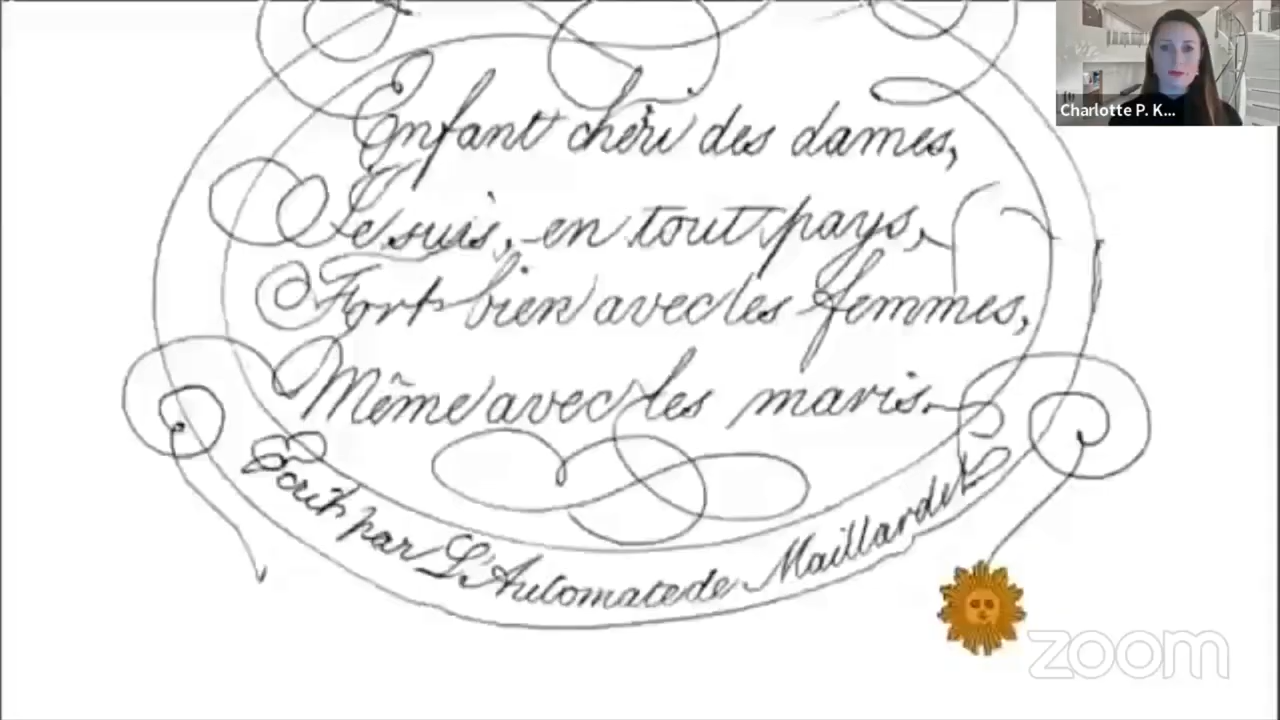 Charlotte P. K...
Enfant chéri des dames,
Je suis, en tout pays,
Fort bien avec les femmes,
Même avec les maris.
Ecrit par L'Automate de Maillardet
zoom